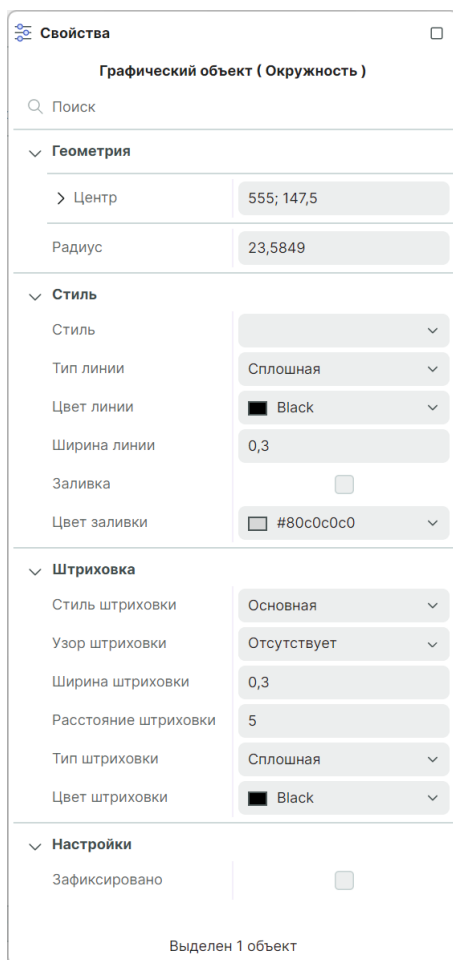 Свойства
Графический объект ( Окружность )
Поиск
Геометрия
Центр 555; 147,5
Радиус 23,5849
Стиль
Стиль
Тип линии Сплошная
Цвет линии Black
Ширина линии 0,3
Заливка
Цвет заливки #80c0c0c0
Штриховка
Стиль штриховки Основная
Узор штриховки Отсутствует
Ширина штриховки 0,3
Расстояние штриховки 5
Тип штриховки Сплошная
Цвет штриховки Black
Настройки
Зафиксировано
Выделен 1 объект